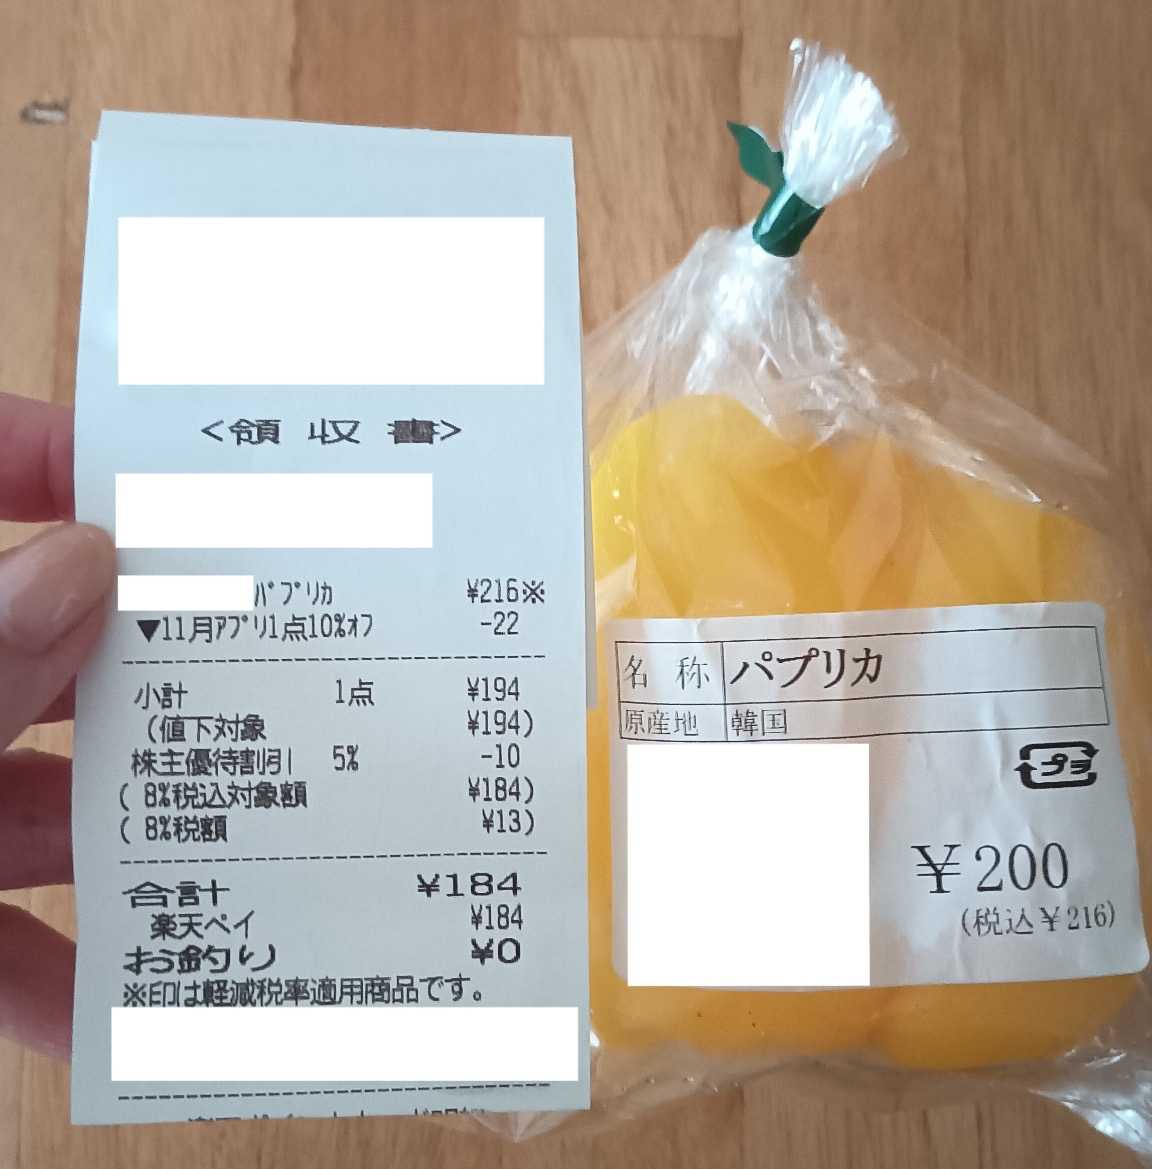 <領収書>
パプリカ ¥216※
▼11月アプリ1点10%オフ -22
小計 1点 ¥194
(値下対象 ¥194)
株主優待割引 5% -10
( 8%税込対象額 ¥184)
( 8%税額 ¥13)
合計 ¥184
楽天ペイ ¥184
お釣り ¥0
※印は軽減税率適用商品です。
名称 パプリカ
原産地 韓国
プラ
¥200
(税込¥216)